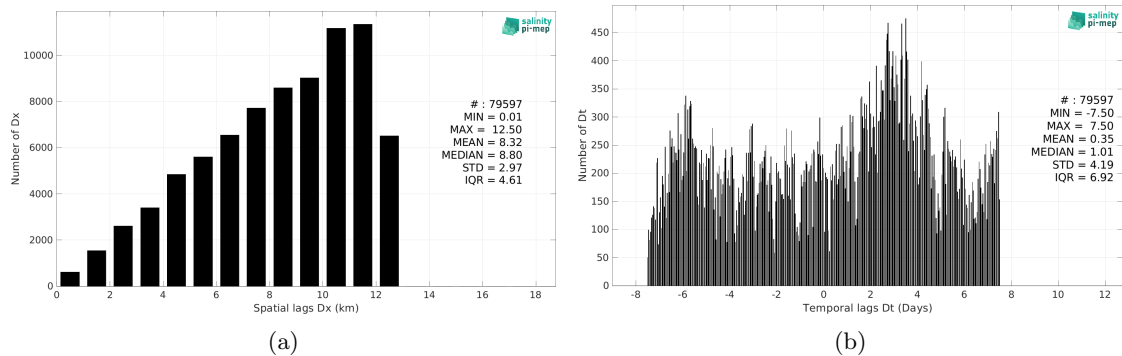 salinity
pi-mep
10000
8000
6000
4000
2000
0
Number of Dx
# : 79597
MIN = 0.01
MAX = 12.50
MEAN = 8.32
MEDIAN = 8.80
STD = 2.97
IQR = 4.61
0 2 4 6 8 10 12 14 16 18
Spatial lags Dx (km)
(a)
salinity
pi-mep
450
400
350
300
250
200
150
100
50
0
Number of Dt
# : 79597
MIN = -7.50
MAX = 7.50
MEAN = 0.35
MEDIAN = 1.01
STD = 4.19
IQR = 6.92
-8 -6 -4 -2 0 2 4 6 8 10 12
Temporal lags Dt (Days)
(b)